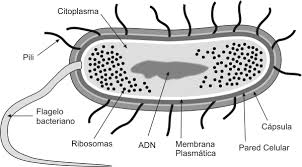 Citoplasma
Pili
Flagelo
bacteriano
Ribosomas
ADN
Membrana
Plasmática
Pared Celular
Cápsula